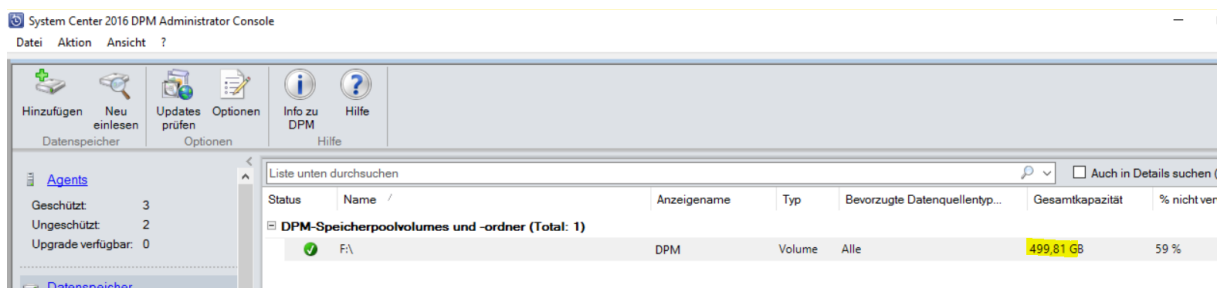 System Center 2016 DPM Administrator Console
Datei Aktion Ansicht ?
Hinzufügen
Neu einlesen
Updates prüfen
Optionen
Info zu DPM
Hilfe
Datenspeicher
Optionen
Hilfe
Agents
Geschützt: 3
Ungeschützt: 2
Upgrade verfügbar: 0
Datenspeicher
Liste unten durchsuchen
Auch in Details suchen (
Status Name Anzeigename Typ Bevorzugte Datenquellentyp... Gesamtkapazität % nicht ver
DPM-Speicherpoolvolumes und -ordner (Total: 1)
F:\ DPM Volume Alle 499,81 GB 59 %